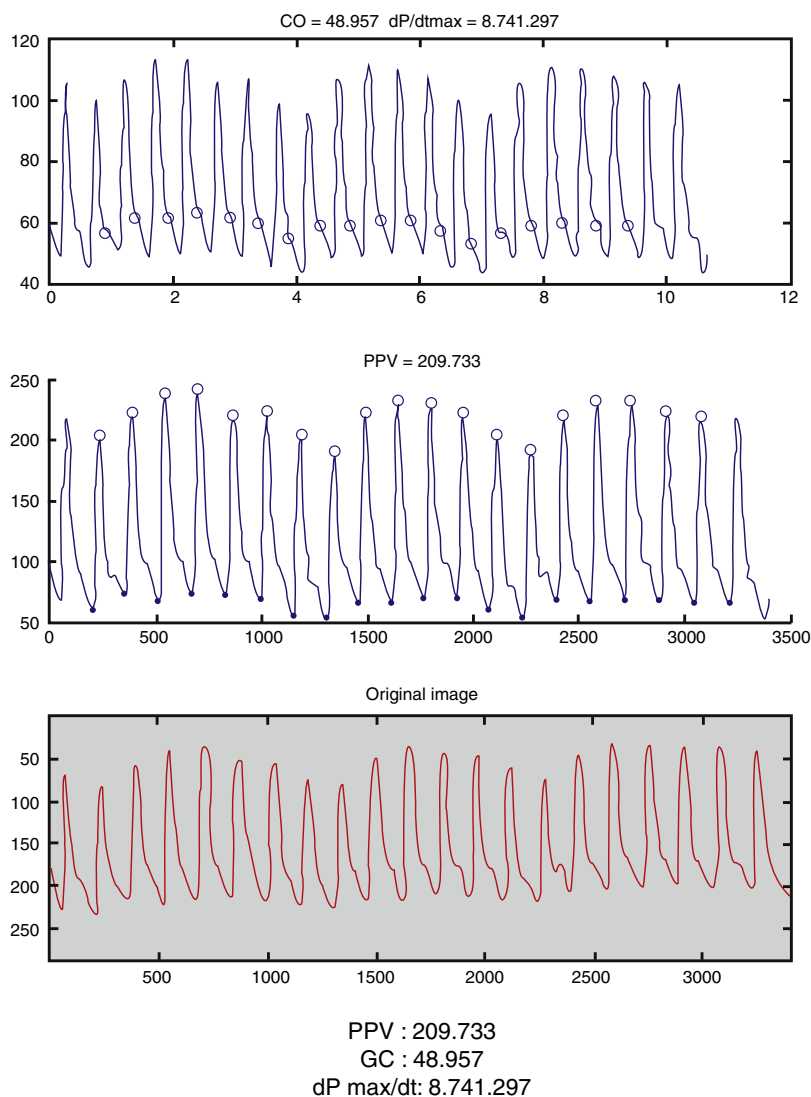 CO = 48.957 dP/dtmax = 8.741.297
120
100
80
60
40
0 2 4 6 8 10 12
PPV = 209.733
250
200
150
100
50
0 500 1000 1500 2000 2500 3000 3500
Original image
50
100
150
200
250
500 1000 1500 2000 2500 3000
PPV : 209.733
GC : 48.957
dP max/dt: 8.741.297